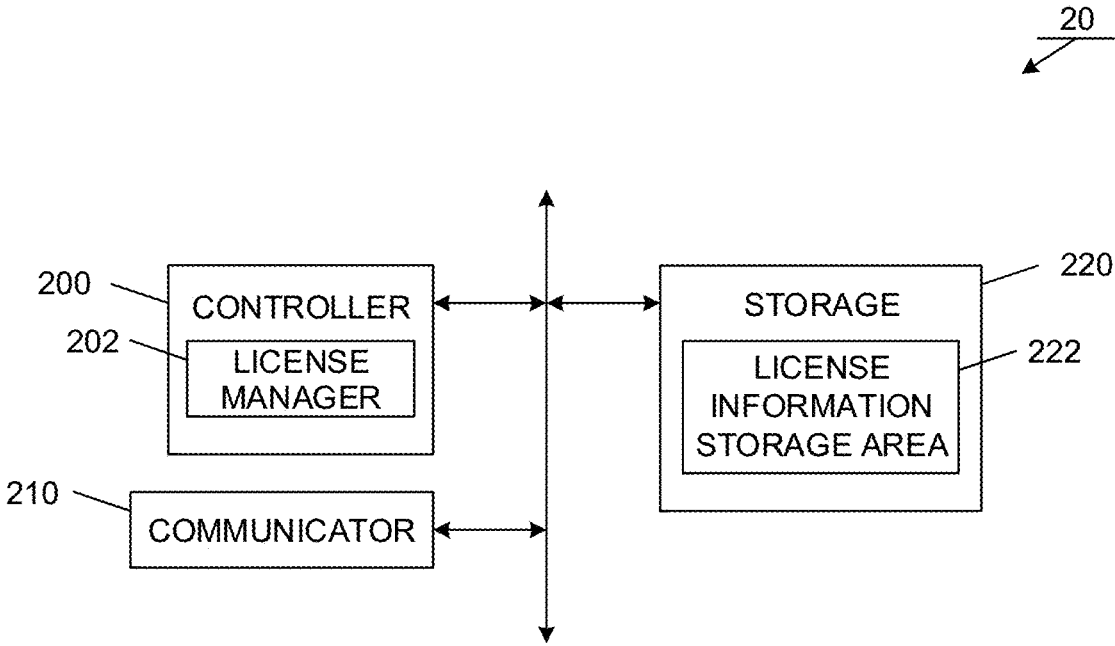 20
200
CONTROLLER
202
LICENSE
MANAGER
210
COMMUNICATOR
220
STORAGE
222
LICENSE
INFORMATION
STORAGE AREA